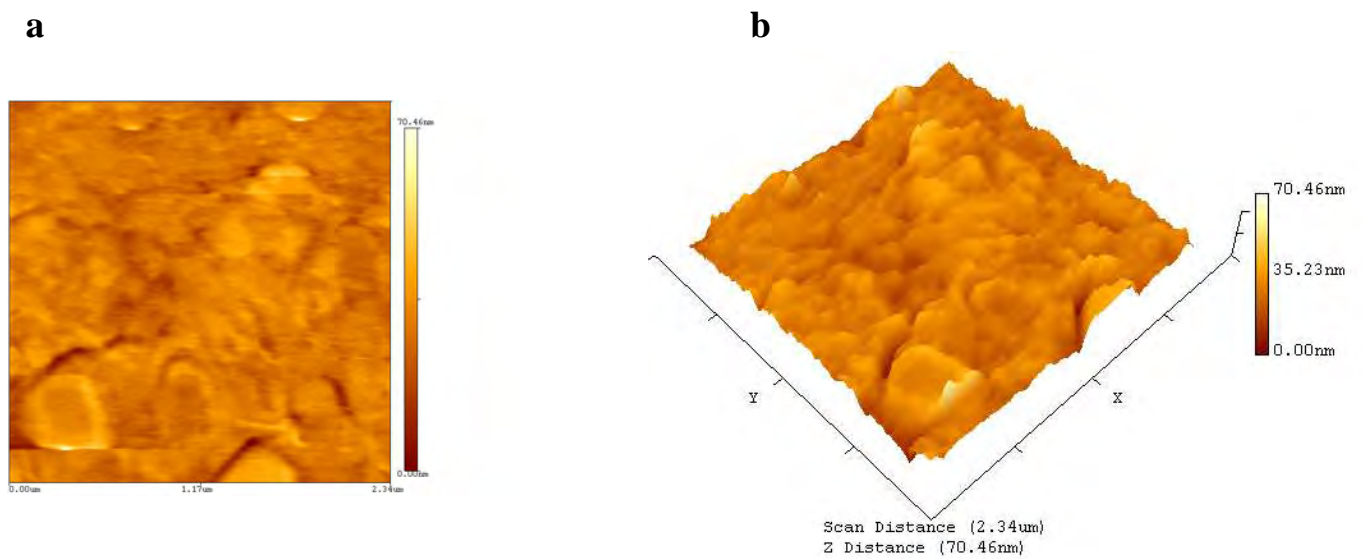 a
b
70.46nm
0.00nm
0.00um 1.17um 2.34um
70.46nm
35.23nm
0.00nm
Y
X
Scan Distance (2.34um)
Z Distance (70.46nm)